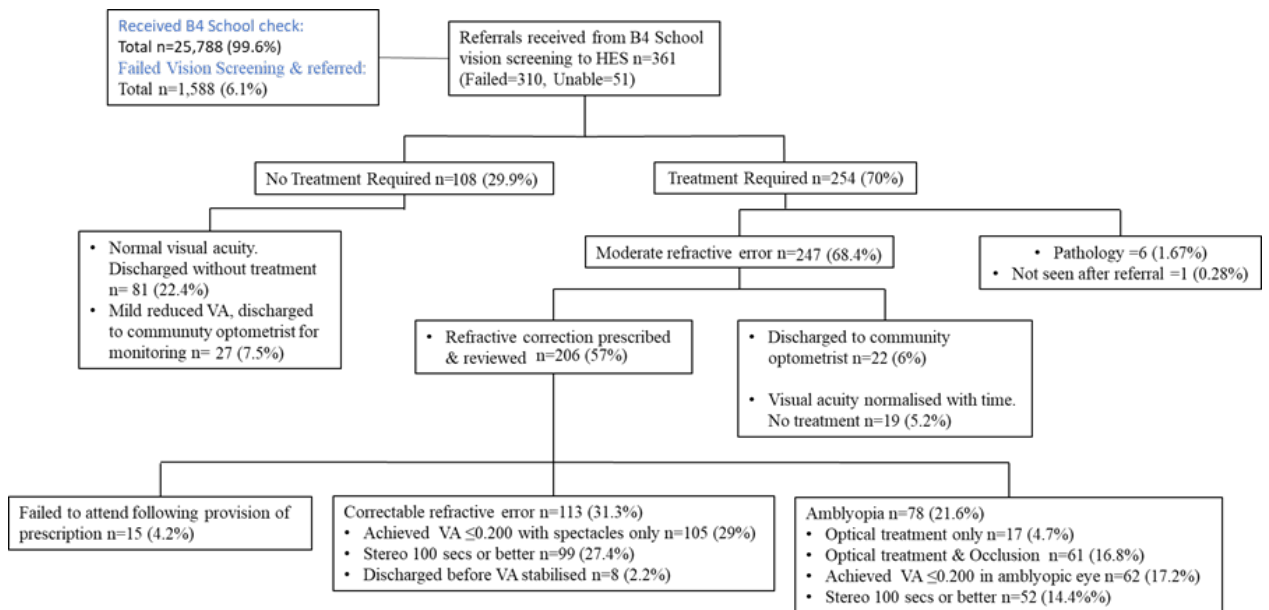 Received B4 School check:
Total n=25,788 (99.6%)
Failed Vision Screening & referred:
Total n=1,588 (6.1%)
Referrals received from B4 School
vision screening to HES n=361
(Failed=310, Unable=51)
No Treatment Required n=108 (29.9%)
Treatment Required n=254 (70%)
• Normal visual acuity.
Discharged without treatment
n= 81 (22.4%)
• Mild reduced VA, discharged
to communuty optometrist for
monitoring n= 27 (7.5%)
Moderate refractive error n=247 (68.4%)
• Pathology =6 (1.67%)
• Not seen after referral =1 (0.28%)
• Refractive correction prescribed
& reviewed n=206 (57%)
• Discharged to community
optometrist n=22 (6%)
• Visual acuity normalised with time.
No treatment n=19 (5.2%)
Failed to attend following provision of
prescription n=15 (4.2%)
Correctable refractive error n=113 (31.3%)
• Achieved VA ≤0.200 with spectacles only n=105 (29%)
• Stereo 100 secs or better n=99 (27.4%)
• Discharged before VA stabilised n=8 (2.2%)
Amblyopia n=78 (21.6%)
• Optical treatment only n=17 (4.7%)
• Optical treatment & Occlusion n=61 (16.8%)
• Achieved VA ≤0.200 in amblyopic eye n=62 (17.2%)
• Stereo 100 secs or better n=52 (14.4%%)